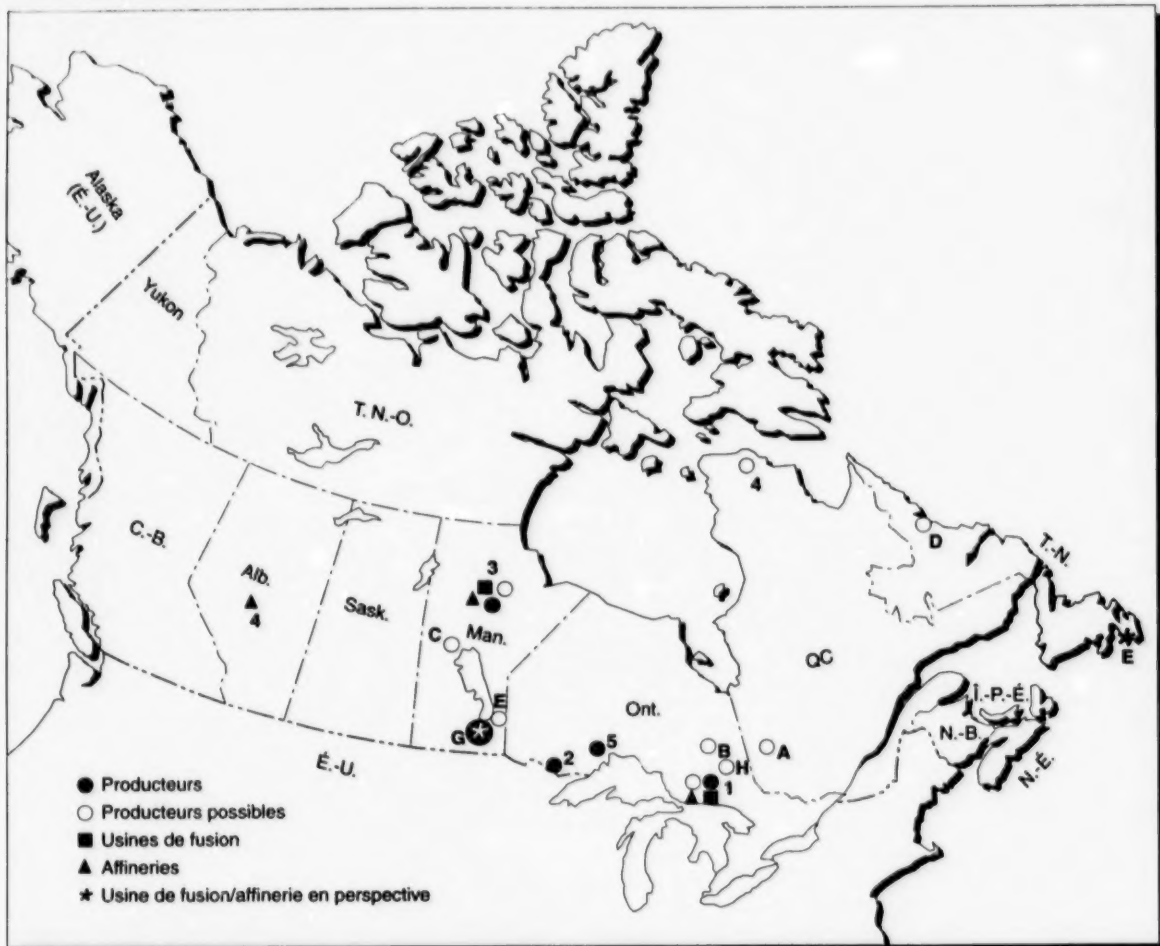 Alaska
(É.-U.)
Yukon
T. N.-O.
C.-B.
Alb.
4
Sask.
3
Man.
C
E
G
É.-U.
Ont.
2
5
B
H
1
A
QC
4
D
T.-N.
E
Î.-P.-É.
N.-B.
N.-É.
● Producteurs
○ Producteurs possibles
■ Usines de fusion
▲ Affineries
★ Usine de fusion/affinerie en perspective